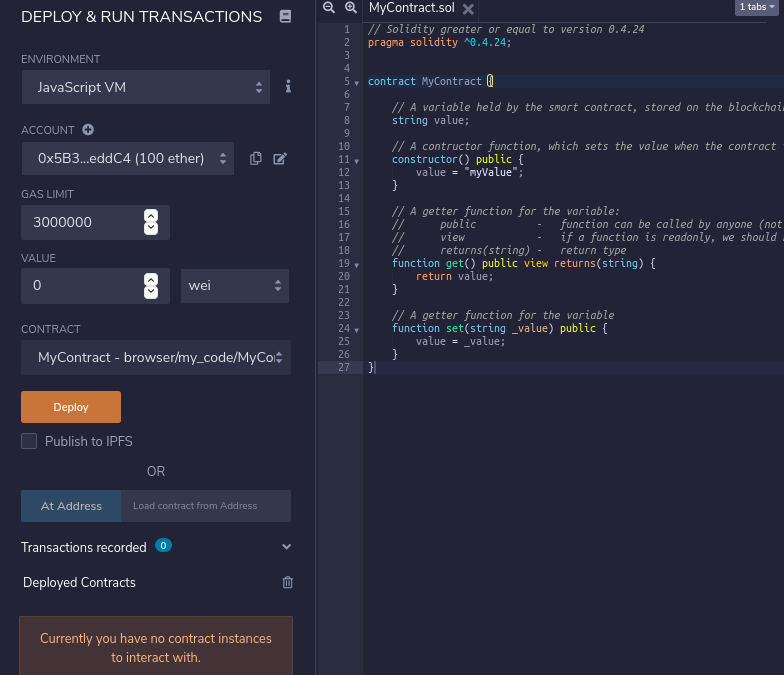 DEPLOY & RUN TRANSACTIONS
ENVIRONMENT
JavaScript VM
i
ACCOUNT
0x5B3...eddC4 (100 ether)
GAS LIMIT
3000000
VALUE
0
wei
CONTRACT
MyContract - browser/my_code/MyCo
Deploy
Publish to IPFS
OR
At Address
Load contract from Address
Transactions recorded 0
Deployed Contracts
Currently you have no contract instances
to interact with.
MyContract.sol
1 tabs
1 // Solidity greater or equal to version 0.4.24
2 pragma solidity ^0.4.24;
3
4
5 contract MyContract {
6
7 // A variable held by the smart contract, stored on the blockchai
8 string value;
9
10 // A contructor function, which sets the value when the contract
11 constructor() public {
12 value = "myValue";
13 }
14
15 // A getter function for the variable:
16 // public - function can be called by anyone (not
17 // view - if a function is readonly, we should
18 // returns(string) - return type
19 function get() public view returns(string) {
20 return value;
21 }
22
23 // A getter function for the variable
24 function set(string _value) public {
25 value = _value;
26 }
27 }